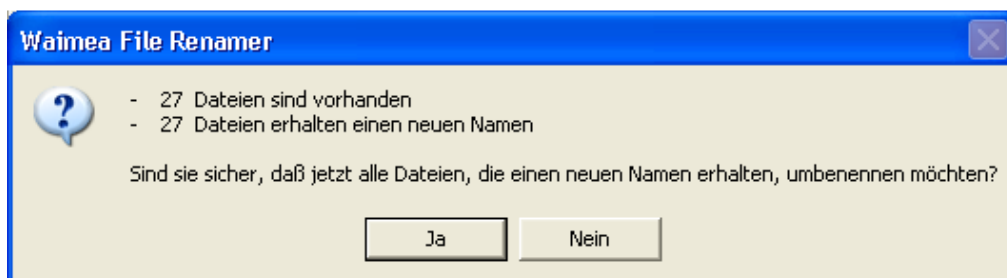 Waimea File Renamer
- 27 Dateien sind vorhanden
- 27 Dateien erhalten einen neuen Namen
Sind sie sicher, daß jetzt alle Dateien, die einen neuen Namen erhalten, umbenennen möchten?
Ja Nein